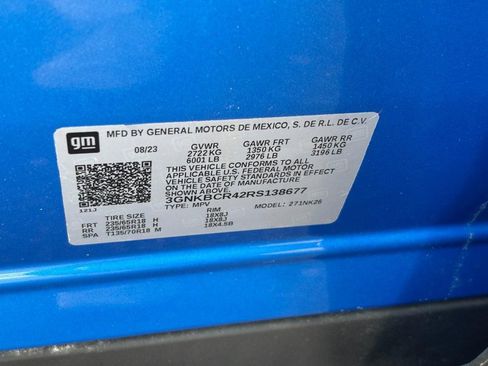 gm
MFD BY GENERAL MOTORS DE MEXICO, S. DE R.L. DE C.V.
08/23 GVWR GAWR FRT GAWR RR
2722 KG 1350 KG 1450 KG
6001 LB 2976 LB 3196 LB
THIS VEHICLE CONFORMS TO ALL
APPLICABLE U.S. FEDERAL MOTOR
VEHICLE SAFETY STANDARDS IN EFFECT
ON THE DATE OF MANUFACTURE
SHOWN ABOVE.
3GNKBCR42RS138677
121J TYPE: MPV MODEL: 271NK26
TIRE SIZE RIM
FRT 235/65R18 H 18X8J
RR 235/65R18 H 18X8J
SPA T135/70R18 M 18X4.5B